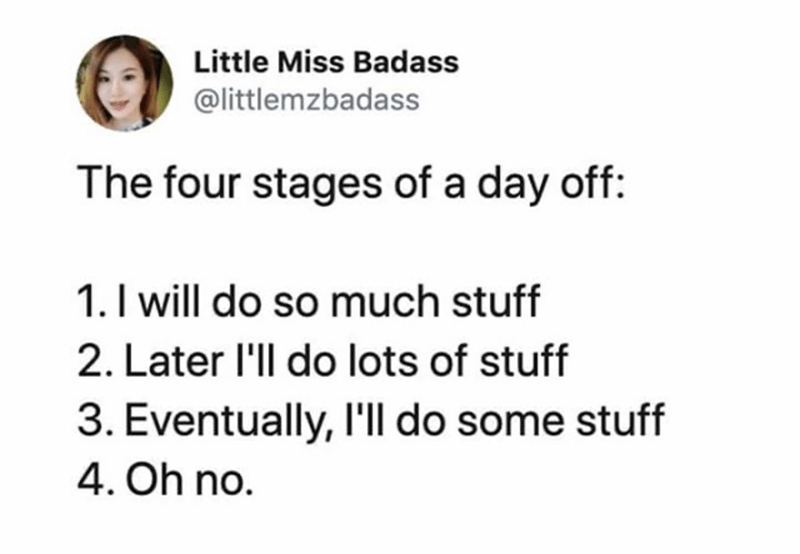 Little Miss Badass
@littlemzbadass
The four stages of a day off:
1. I will do so much stuff
2. Later I'll do lots of stuff
3. Eventually, I'll do some stuff
4. Oh no.